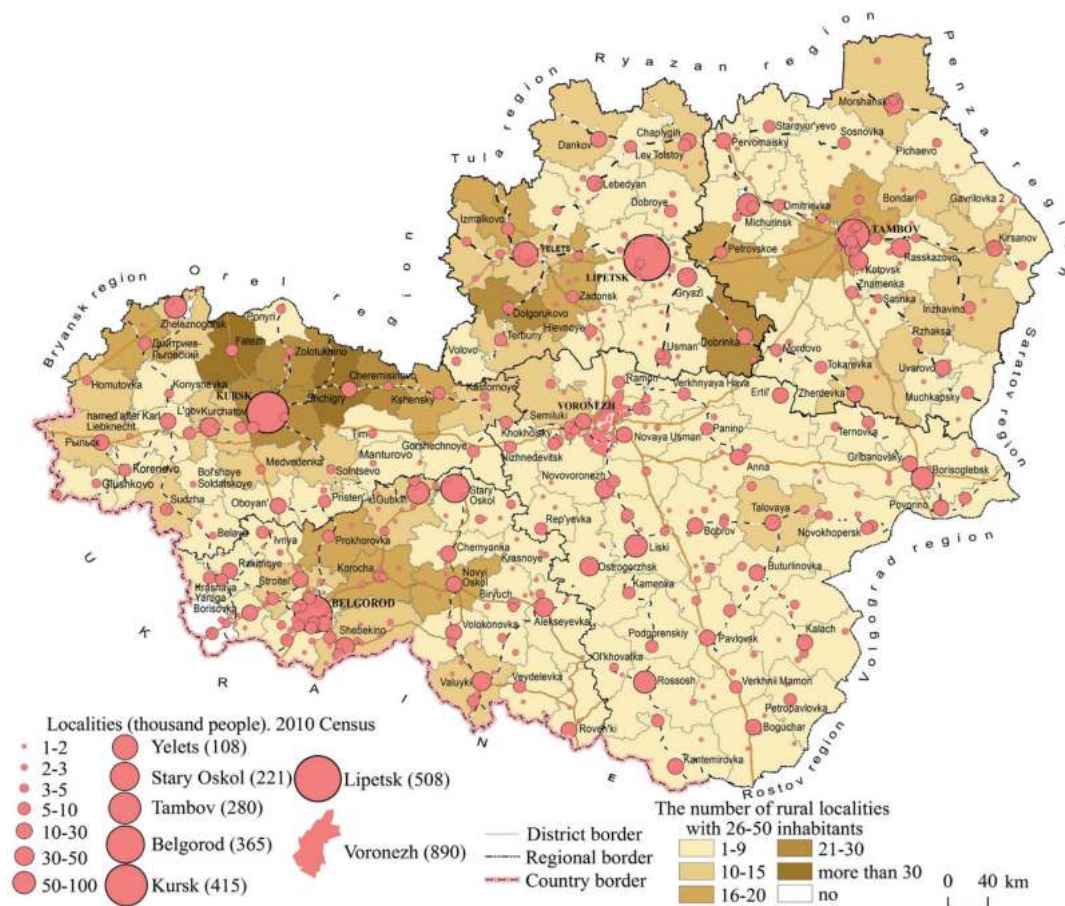 Bryansk region
Orel region
Tula region
Ryazan region
Penza region
Saratov region
Volgograd region
Rostov region
UKRAINE
Morshansk
Staroyur'yevo
Pervomaisky
Sosnovka
Pichaevo
Chaplygin
Dankov
Lev Tolstoy
Lebedyan
Dobroye
Izmalkovo
YELETS
LIPETSK
Gryazi
Zadonsk
Dolgorukovo
Hlevnoye
Terbuny
Volovo
Usman'
Dobrinka
Michurinsk
Dmitrievka
Bondari
Gavrilovka 2
TAMBOV
Kirsanov
Rasskazovo
Petrovskoe
Kotovsk
Znamenka
Satinka
Inzhavino
Rzhaksa
Mordovo
Tokarevka
Uvarovo
Zherdevka
Muchkapsky
Zheleznogorsk
Ponyri
Дмитриев-
Льговский
Fatezh
Zolotukhino
Homutovka
Konyshevka
Cheremisinovo
KURSK
Shchigry
Kshensky
Kastornoye
named after Karl
Liebknecht
L'gov
Kurchatov
Рыльск
Tim
Gorshechnoye
Korenevo
Medvedenka
Manturovo
Glushkovo
Bol'shoye
Soldatskoye
Solntsevo
Sudzha
Oboyan'
Pristen'
Gubkin
Stary
Oskol
Belaya
Ivnya
Prokhorovka
Rakitnoye
Chernyanka
Krasnoye
Stroitel
Korocha
Novyi
Oskol
Krasnaya
Yaruga
Borisovka
BELGOROD
Biryuch
Shebekino
Volokonovka
Alekseyevka
Valuyki
Veydelevka
Roven'ki
Ramon
Verkhnyaya Hava
VORONEZH
Semiluki
Ertil'
Khokholsky
Novaya Usman
Panino
Nizhnedevitsk
Ternovka
Gribanovsky
Anna
Borisoglebsk
Novovoronezh
Povorino
Talovaya
Rep'yevka
Bobrov
Novokhopersk
Liski
Ostrogorzhsk
Buturlinovka
Kamenka
Podgorenskiy
Pavlovsk
Kalach
Ol'khovatka
Rossosh
Verkhnii Mamon
Petropavlovka
Boguchar
Kantemirovka
Localities (thousand people). 2010 Census
1-2
2-3
3-5
5-10
10-30
30-50
50-100
Yelets (108)
Stary Oskol (221)
Tambov (280)
Belgorod (365)
Kursk (415)
Lipetsk (508)
Voronezh (890)
District border
Regional border
Country border
The number of rural localities
with 26-50 inhabitants
1-9
10-15
16-20
21-30
more than 30
no
0 40 km